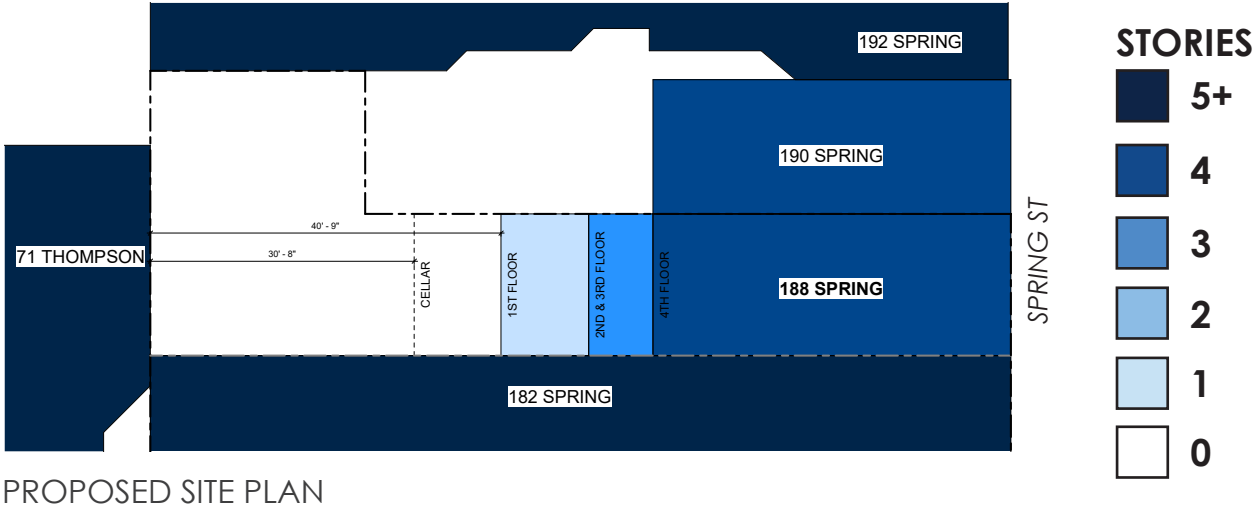 192 SPRING
190 SPRING
71 THOMPSON
40' - 9"
30' - 8"
CELLAR
1ST FLOOR
2ND & 3RD FLOOR
4TH FLOOR
188 SPRING
SPRING ST
182 SPRING
PROPOSED SITE PLAN
STORIES
5+
4
3
2
1
0